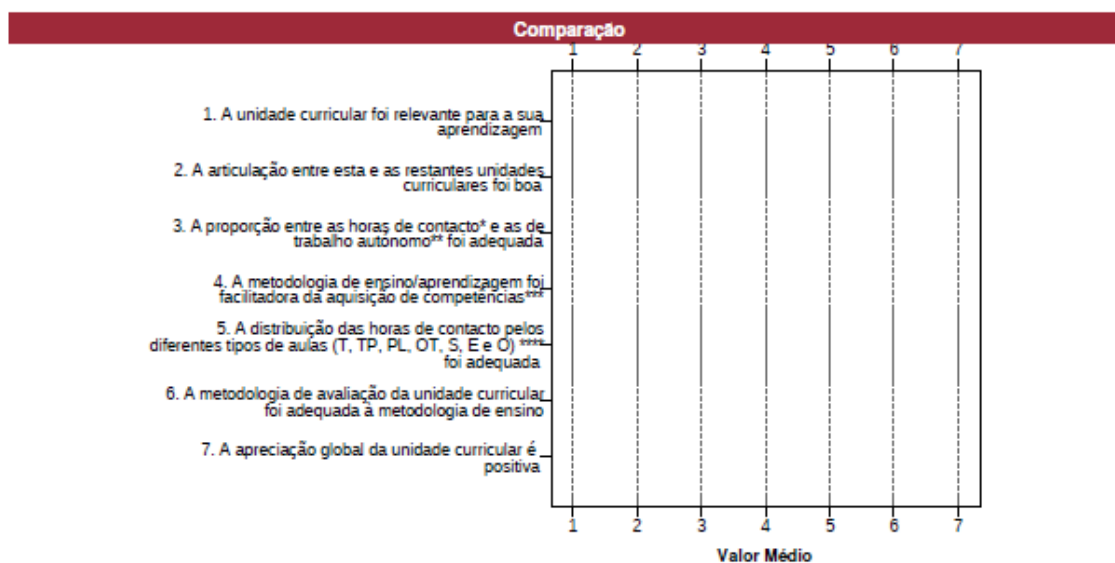 Comparação
1 2 3 4 5 6 7
1. A unidade curricular foi relevante para a sua
aprendizagem
2. A articulação entre esta e as restantes unidades
curriculares foi boa
3. A proporção entre as horas de contacto* e as de
trabalho autónomo** foi adequada
4. A metodologia de ensino/aprendizagem foi
facilitadora da aquisição de competências***
5. A distribuição das horas de contacto pelos
diferentes tipos de aulas (T, TP, PL, OT, S, E e O) ****
foi adequada
6. A metodologia de avaliação da unidade curricular
foi adequada à metodologia de ensino
7. A apreciação global da unidade curricular é
positiva
1 2 3 4 5 6 7
Valor Médio